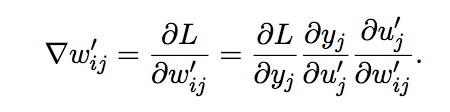 ∇w′ᵢⱼ = ∂L/∂w′ᵢⱼ = ∂L/∂yⱼ ∂yⱼ/∂u′ⱼ ∂u′ⱼ/∂w′ᵢⱼ.